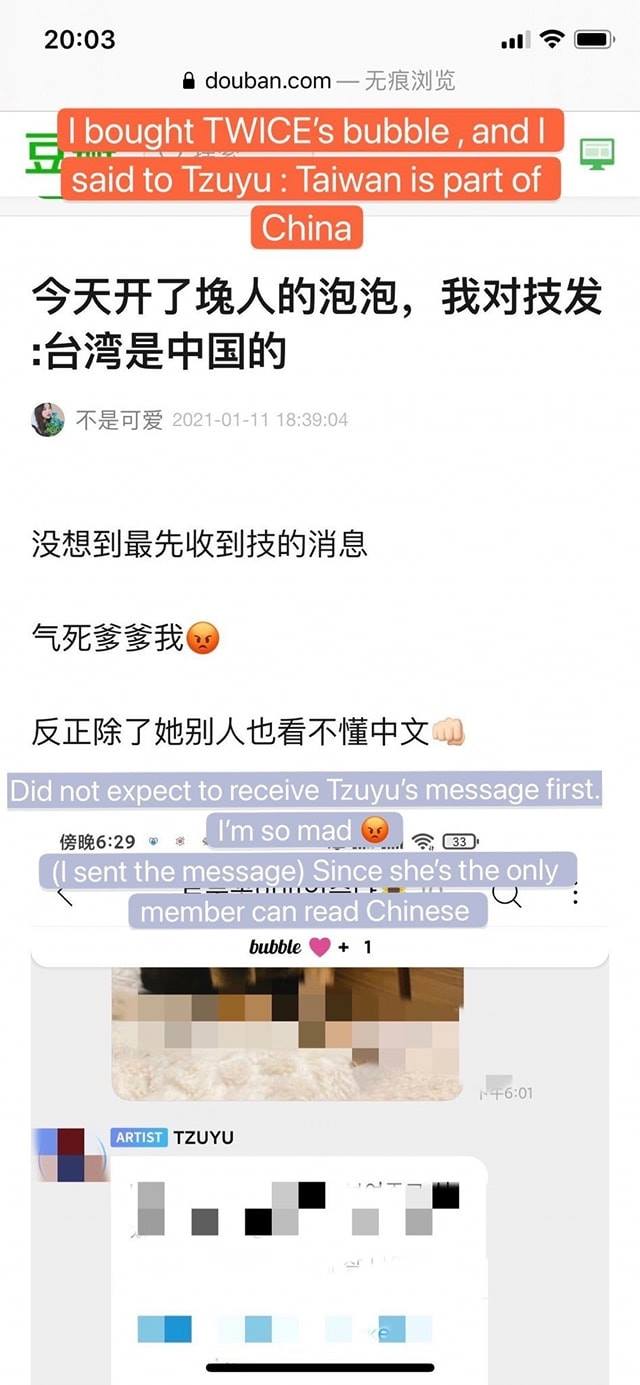 20:03
douban.com — 无痕浏览
I bought TWICE's bubble , and I
said to Tzuyu : Taiwan is part of
China
今天开了塊人的泡泡，我对技发
:台湾是中国的
不是可爱 2021-01-11 18:39:04
没想到最先收到技的消息
气死爹爹我😡
反正除了她别人也看不懂中文👊🏻
Did not expect to receive Tzuyu's message first.
I'm so mad 😡
傍晚6:29
33
(I sent the message) Since she's the only
member can read Chinese
bubble 💗 + 1
下午6:01
ARTIST TZUYU